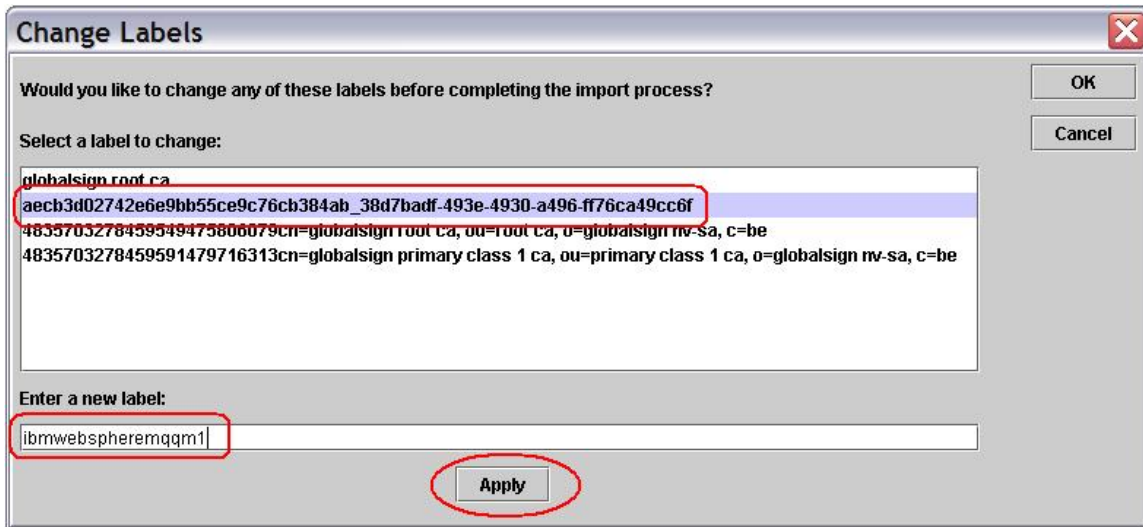 Change Labels
Would you like to change any of these labels before completing the import process?
OK
Cancel
Select a label to change:
globalsign root ca
aecb3d02742e6e9bb55ce9c76cb384ab_38d7badf-493e-4930-a496-ff76ca49cc6f
4835703278459549475806079cn=globalsign root ca, ou=root ca, o=globalsign nv-sa, c=be
4835703278459591479716313cn=globalsign primary class 1 ca, ou=primary class 1 ca, o=globalsign nv-sa, c=be
Enter a new label:
ibmwebspheremqqm1
Apply